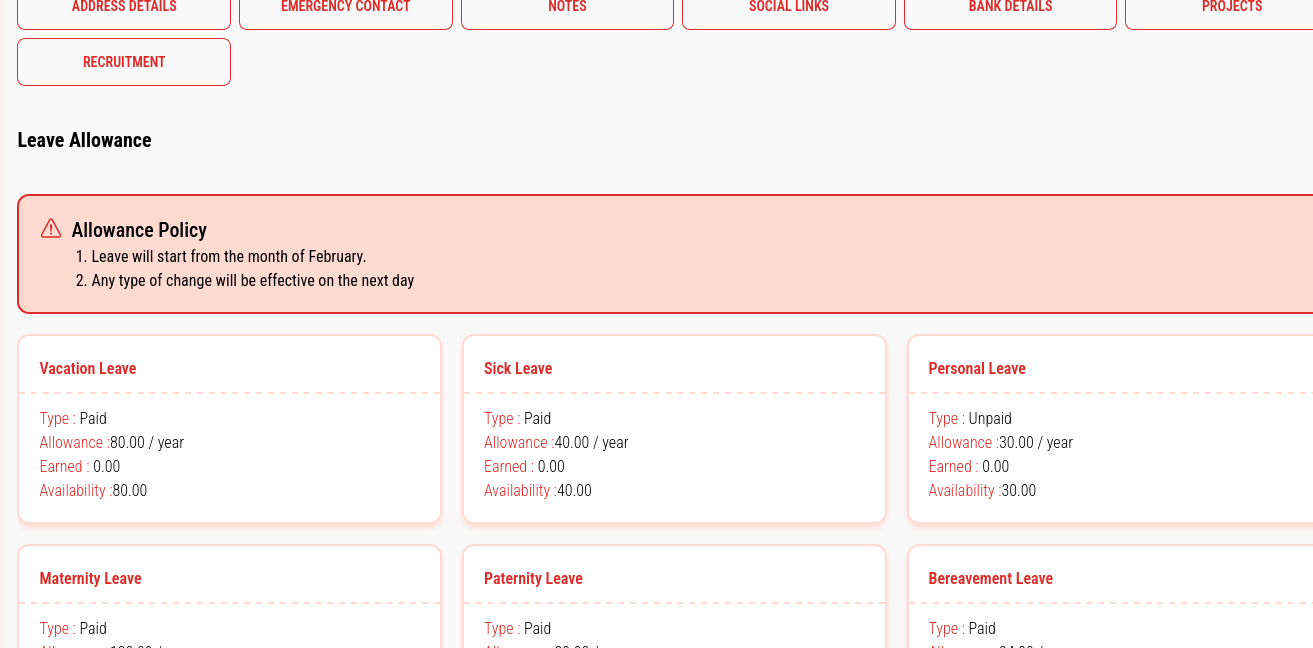 ADDRESS DETAILS
EMERGENCY CONTACT
NOTES
SOCIAL LINKS
BANK DETAILS
PROJECTS
RECRUITMENT
Leave Allowance
Allowance Policy
1. Leave will start from the month of February.
2. Any type of change will be effective on the next day
Vacation Leave
Type : Paid
Allowance :80.00 / year
Earned : 0.00
Availability :80.00
Sick Leave
Type : Paid
Allowance :40.00 / year
Earned : 0.00
Availability :40.00
Personal Leave
Type : Unpaid
Allowance :30.00 / year
Earned : 0.00
Availability :30.00
Maternity Leave
Type : Paid
Paternity Leave
Type : Paid
Bereavement Leave
Type : Paid